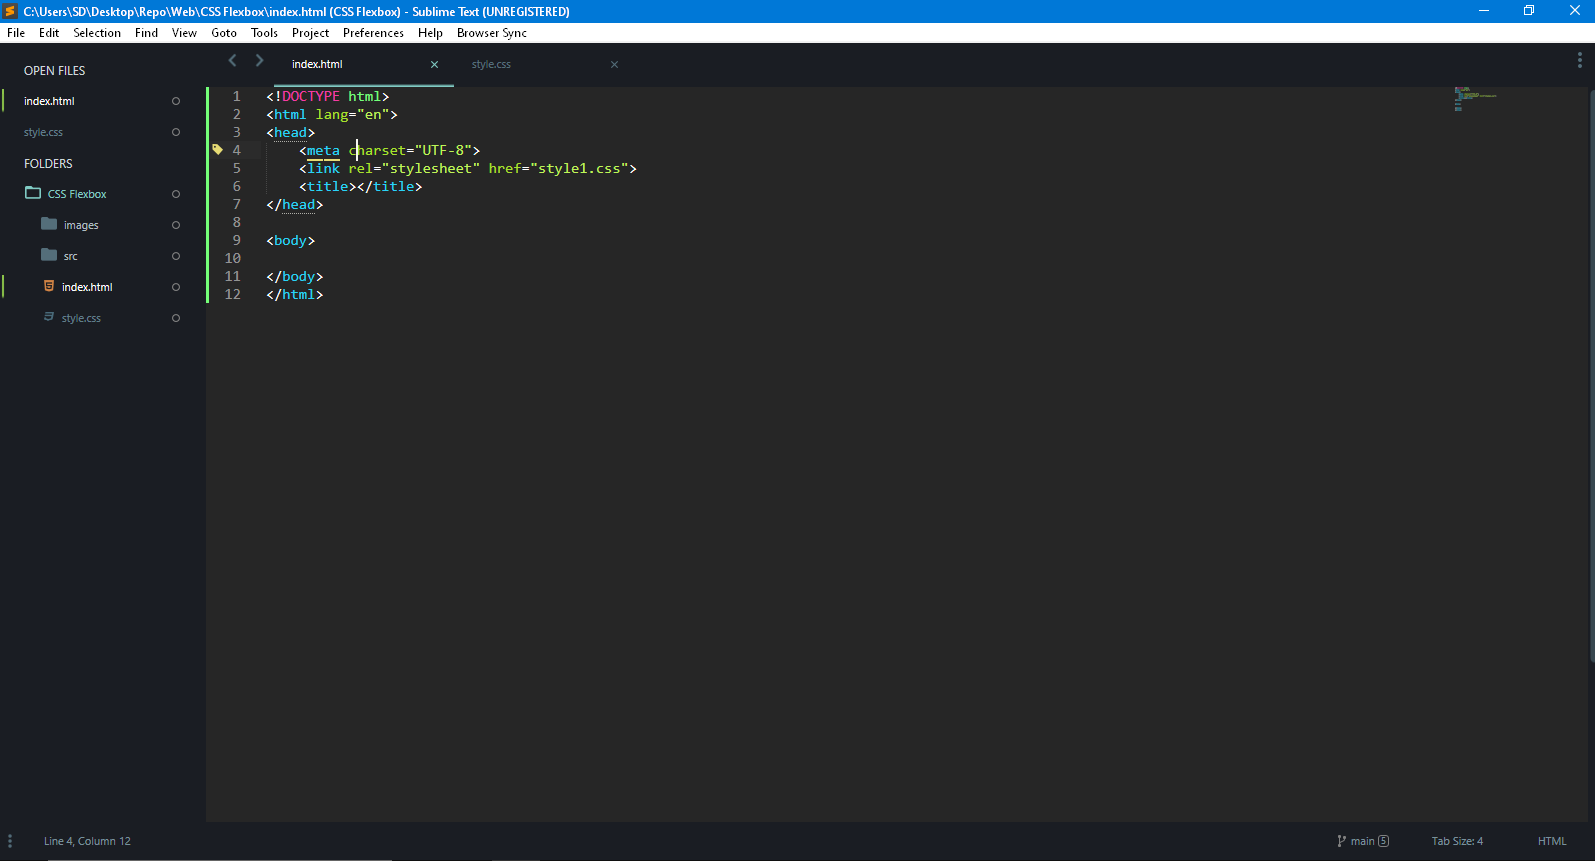 C:\Users\SD\Desktop\Repo\Web\CSS Flexbox\index.html (CSS Flexbox) - Sublime Text (UNREGISTERED)
File Edit Selection Find View Goto Tools Project Preferences Help Browser Sync
OPEN FILES
index.html
style.css
FOLDERS
CSS Flexbox
images
src
index.html
style.css
index.html style.css
1 <!DOCTYPE html>
2 <html lang="en">
3 <head>
4     <meta charset="UTF-8">
5     <link rel="stylesheet" href="style1.css">
6     <title></title>
7 </head>
8
9 <body>
10
11 </body>
12 </html>
Line 4, Column 12 main 5 Tab Size: 4 HTML